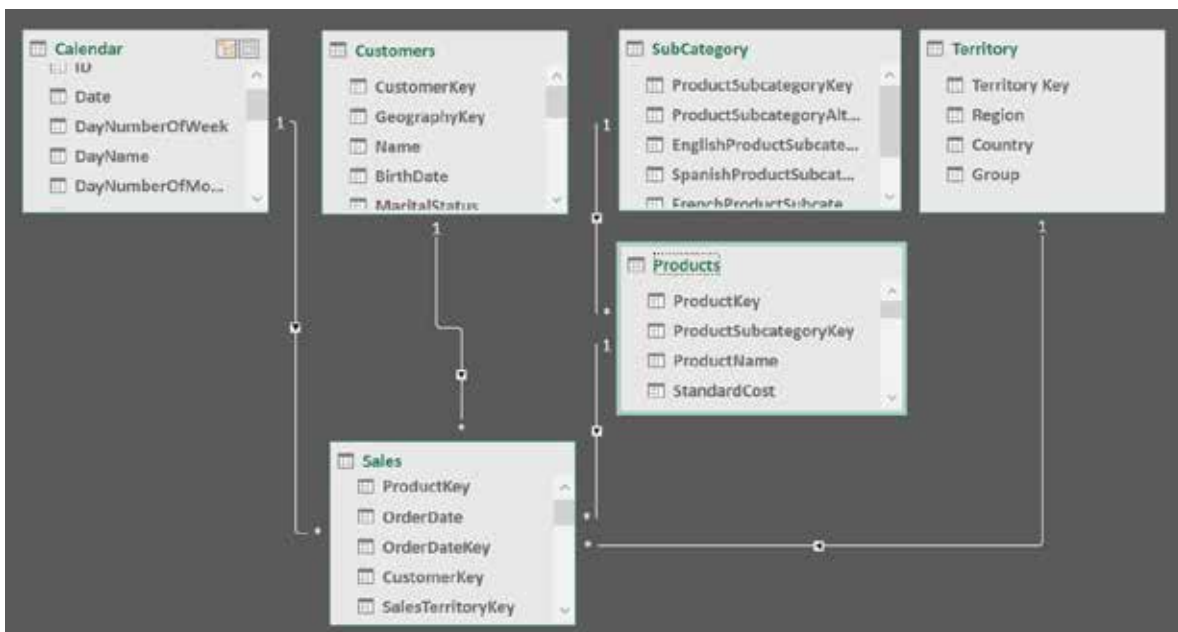 Calendar
ID
Date
DayNumberOfWeek
DayName
DayNumberOfMo...
1
Customers
CustomerKey
GeographyKey
Name
BirthDate
MaritalStatus
1
*
SubCategory
ProductSubcategoryKey
ProductSubcategoryAlt...
EnglishProductSubcate...
SpanishProductSubcat...
FrenchProductSubcate
1
*
Territory
Territory Key
Region
Country
Group
1
Products
ProductKey
ProductSubcategoryKey
ProductName
StandardCost
1
Sales
ProductKey
OrderDate
OrderDateKey
CustomerKey
SalesTerritoryKey
*
*
*